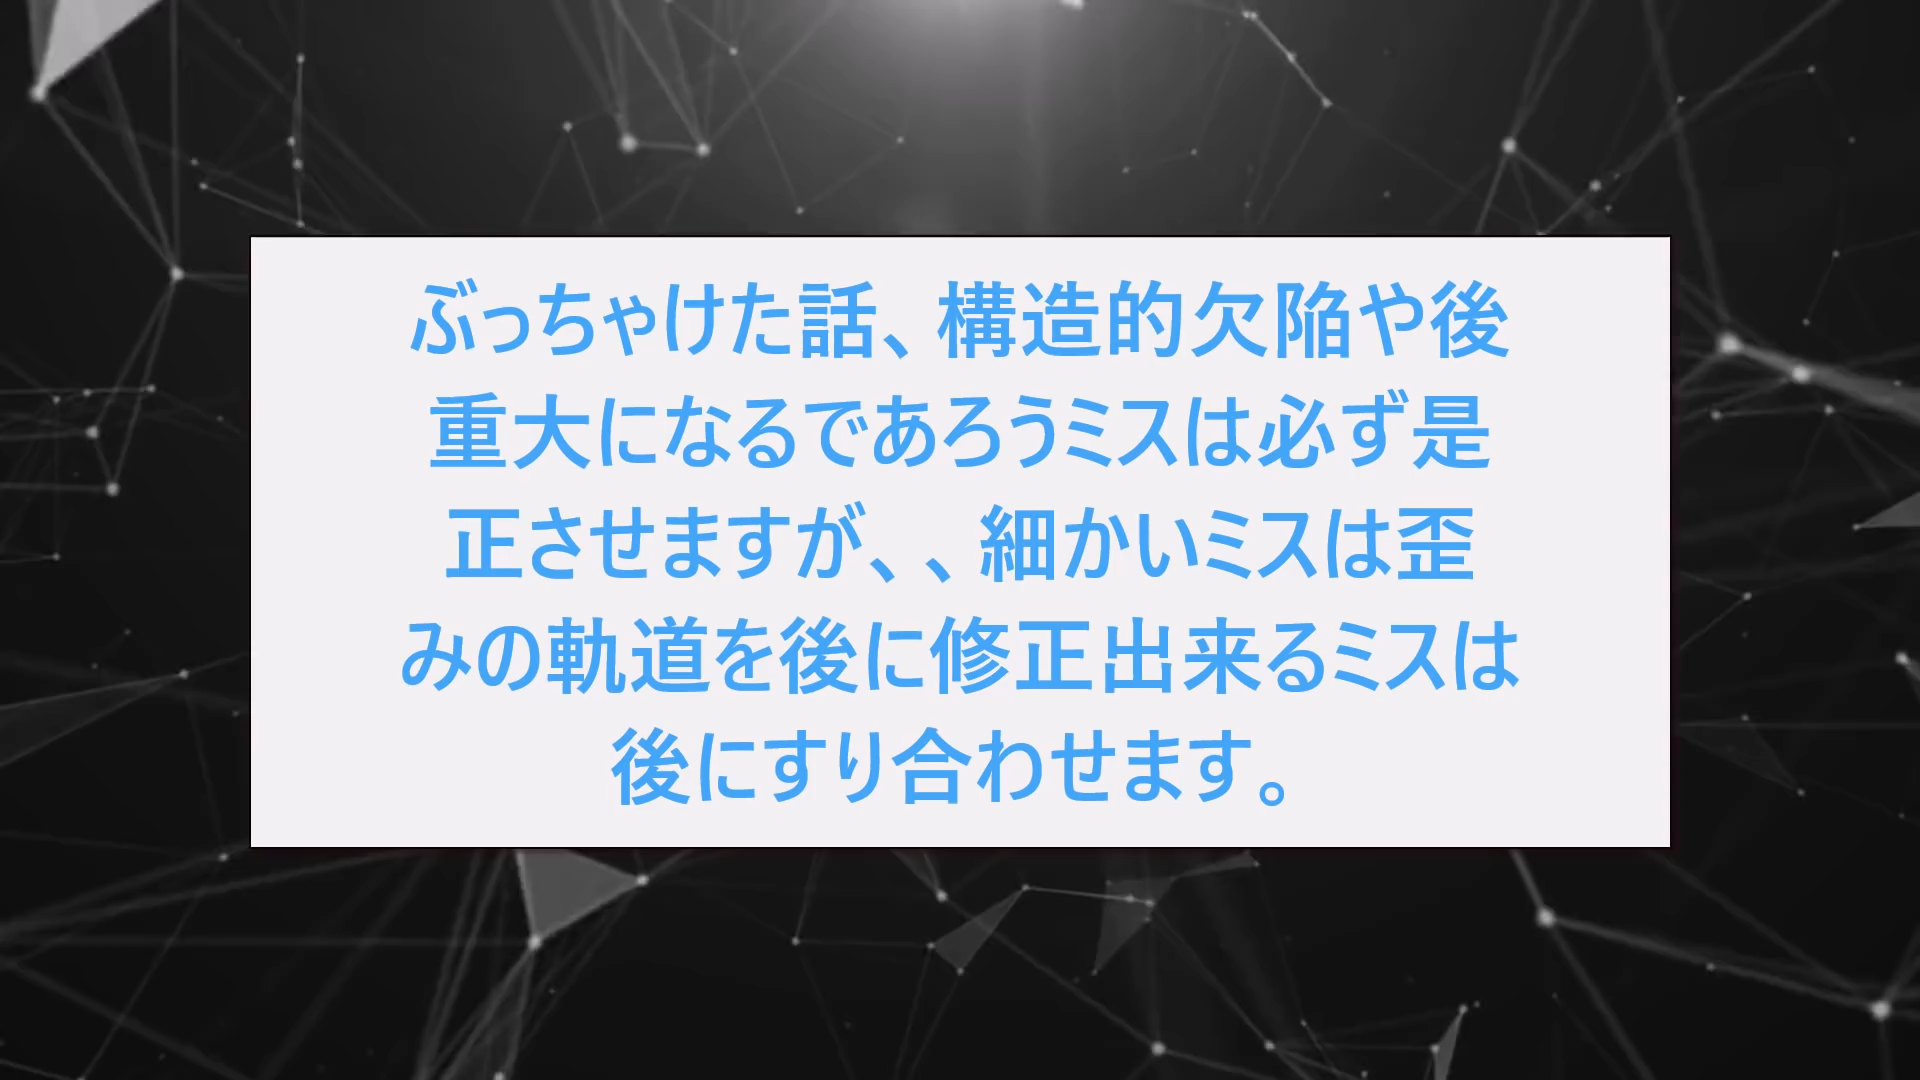 ぶっちゃけた話、構造的欠陥や後
重大になるであろうミスは必ず是
正させますが、、細かいミスは歪
みの軌道を後に修正出来るミスは
後にすり合わせます。